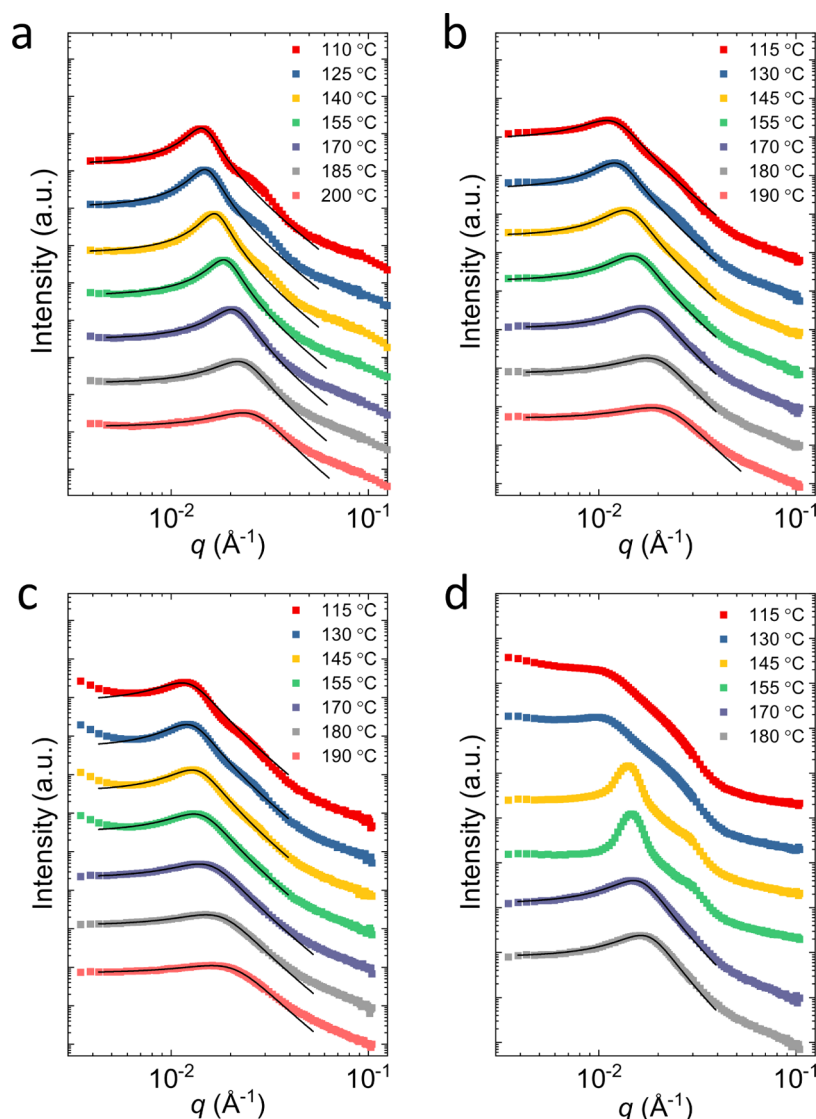 a
110 °C
125 °C
140 °C
155 °C
170 °C
185 °C
200 °C
Intensity (a.u.)
10-2
10-1
q (Å-1)
b
115 °C
130 °C
145 °C
155 °C
170 °C
180 °C
190 °C
Intensity (a.u.)
10-2
10-1
q (Å-1)
c
115 °C
130 °C
145 °C
155 °C
170 °C
180 °C
190 °C
Intensity (a.u.)
10-2
10-1
q (Å-1)
d
115 °C
130 °C
145 °C
155 °C
170 °C
180 °C
Intensity (a.u.)
10-2
10-1
q (Å-1)